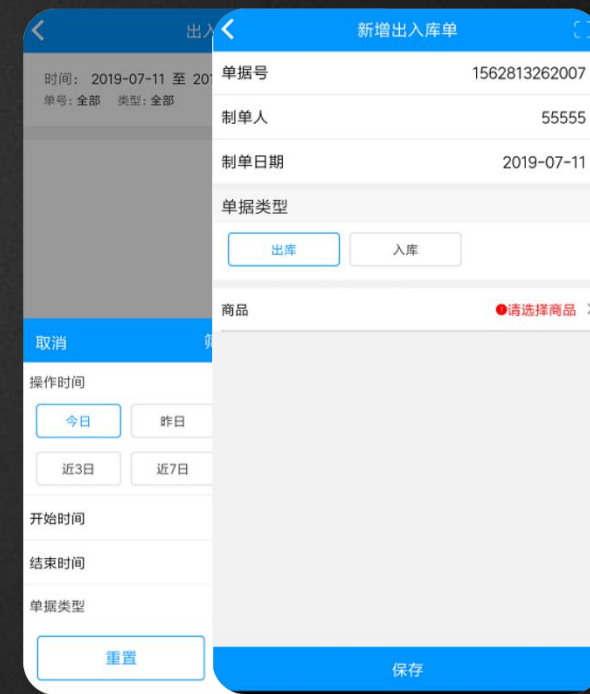 出入
时间: 2019-07-11 至 20
单号:全部 类型:全部
取消
操作时间
今日 昨日
近3日 近7日
开始时间
结束时间
单据类型
重置
新增出入库单
单据号 1562813262007
制单人 55555
制单日期 2019-07-11
单据类型
出库 入库
商品 请选择商品
保存